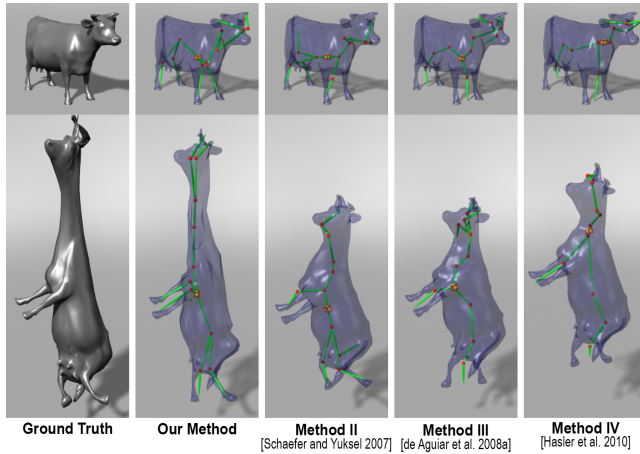 Ground Truth
Our Method
Method II
[Schaefer and Yuksel 2007]
Method III
[de Aguiar et al. 2008a]
Method IV
[Hasler et al. 2010]